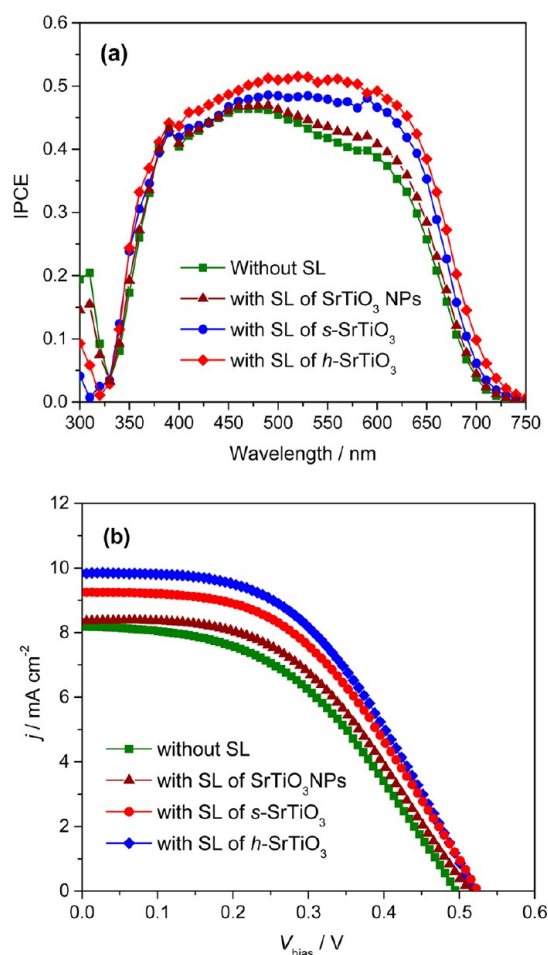 (a)
0.6
0.5
0.4
0.3
0.2
0.1
0.0
IPCE
Without SL
with SL of SrTiO₃ NPs
with SL of s-SrTiO₃
with SL of h-SrTiO₃
300 350 400 450 500 550 600 650 700 750
Wavelength / nm
(b)
12
10
8
6
4
2
0
j / mA cm⁻²
without SL
with SL of SrTiO₃NPs
with SL of s-SrTiO₃
with SL of h-SrTiO₃
0.0 0.1 0.2 0.3 0.4 0.5 0.6
V_bias / V